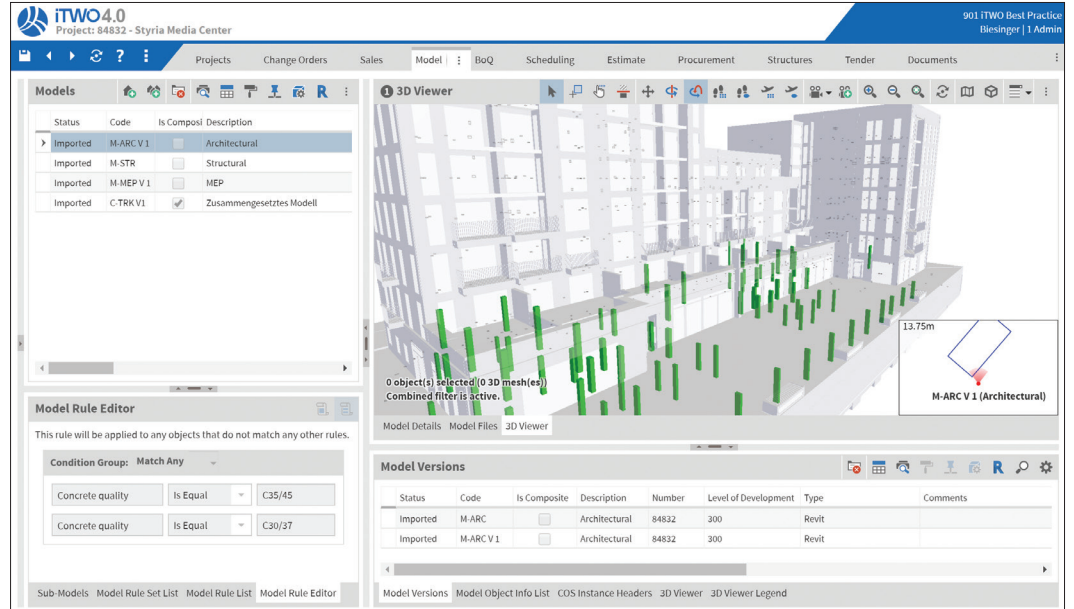 iTWO4.0
Project: 84832 - Styria Media Center
901 iTWO Best Practice
Biesinger | 1 Admin
Projects Change Orders Sales Model BoQ Scheduling Estimate Procurement Structures Tender Documents
Models
R
Status Code Is Composi Description
Imported M-ARC V 1 Architectural
Imported M-STR Structural
Imported M-MEP V 1 MEP
Imported C-TRK V1 Zusammengesetztes Modell
1 3D Viewer
13.75m
M-ARC V 1 (Architectural)
0 object(s) selected (0 3D mesh(es))
Combined filter is active.
Model Details Model Files 3D Viewer
Model Rule Editor
This rule will be applied to any objects that do not match any other rules.
Condition Group: Match Any
Concrete quality Is Equal C35/45
Concrete quality Is Equal C30/37
Sub-Models Model Rule Set List Model Rule List Model Rule Editor
Model Versions
R
Status Code Is Composite Description Number Level of Development Type Comments
Imported M-ARC Architectural 84832 300 Revit
Imported M-ARC V 1 Architectural 84832 300 Revit
Model Versions Model Object Info List COS Instance Headers 3D Viewer 3D Viewer Legend